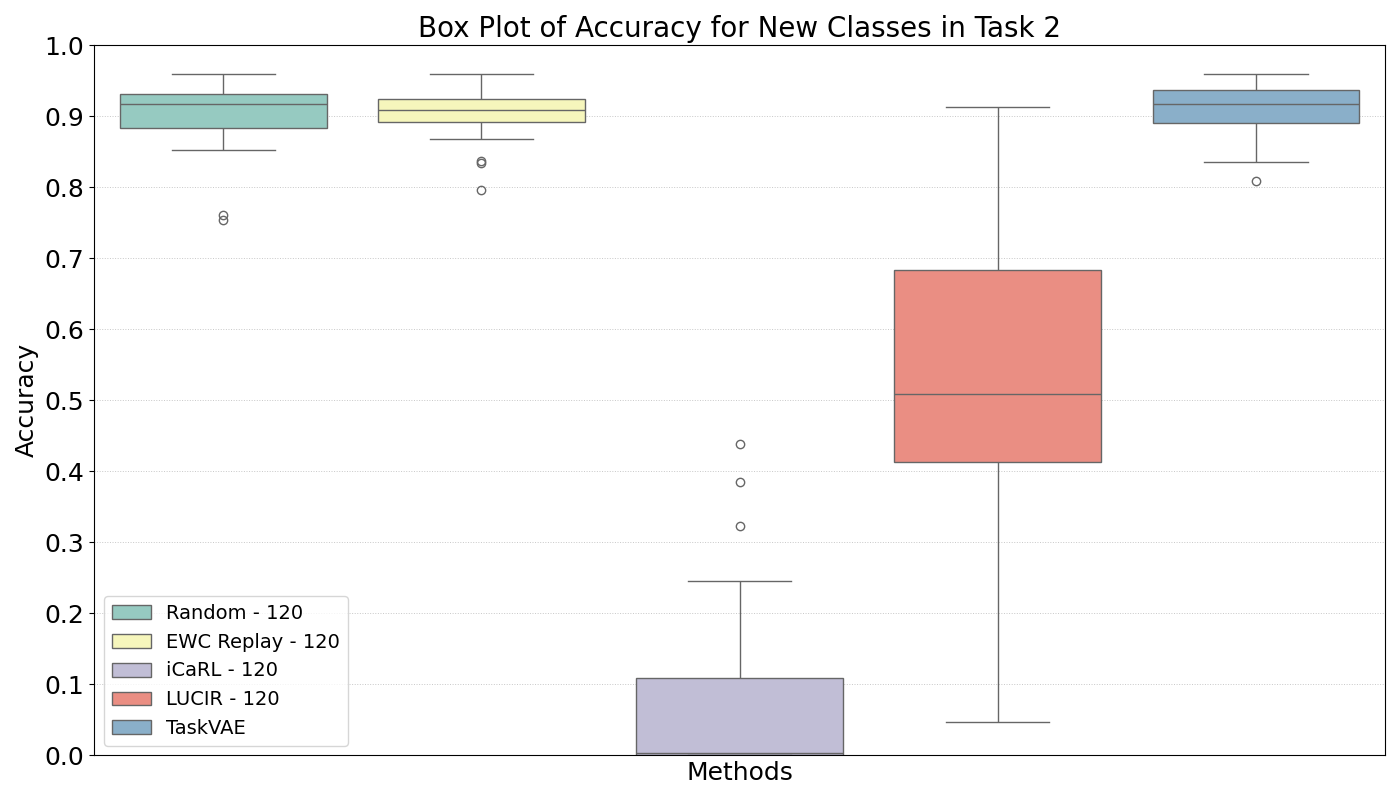 Box Plot of Accuracy for New Classes in Task 2
1.0
0.9
0.8
0.7
0.6
0.5
0.4
0.3
0.2
0.1
0.0
Accuracy
Random - 120
EWC Replay - 120
iCaRL - 120
LUCIR - 120
TaskVAE
Methods